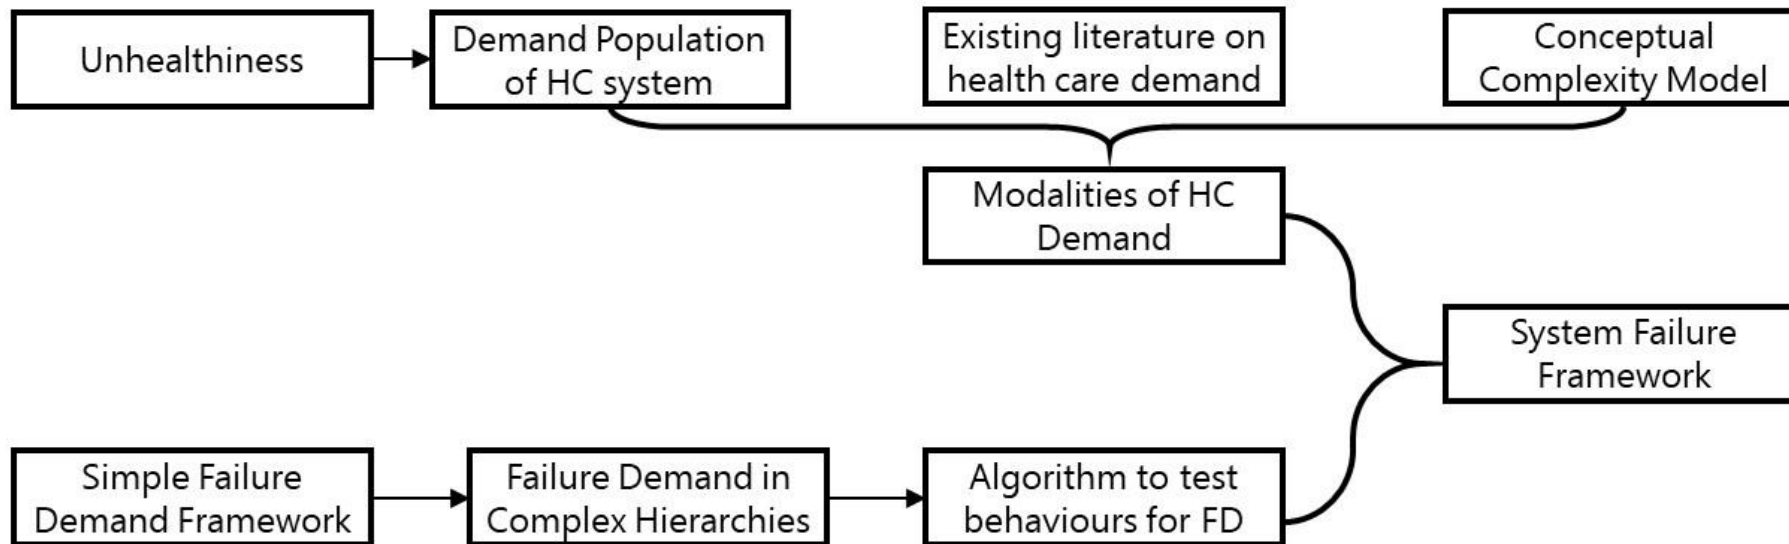 Unhealthiness
Demand Population
of HC system
Existing literature on
health care demand
Conceptual
Complexity Model
Modalities of HC
Demand
System Failure
Framework
Simple Failure
Demand Framework
Failure Demand in
Complex Hierarchies
Algorithm to test
behaviours for FD